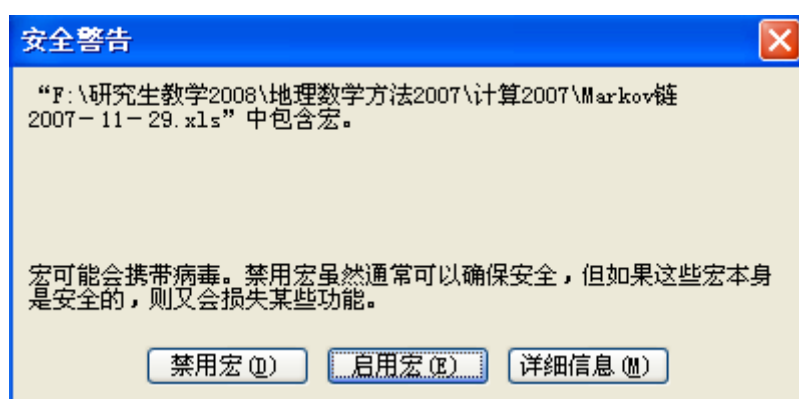 安全警告
“F:\研究生教学2008\地理数学方法2007\计算2007\Markov链
2007-11-29.xls”中包含宏。
宏可能会携带病毒。禁用宏虽然通常可以确保安全，但如果这些宏本身
是安全的，则又会损失某些功能。
禁用宏(D) 启用宏(E) 详细信息(M)